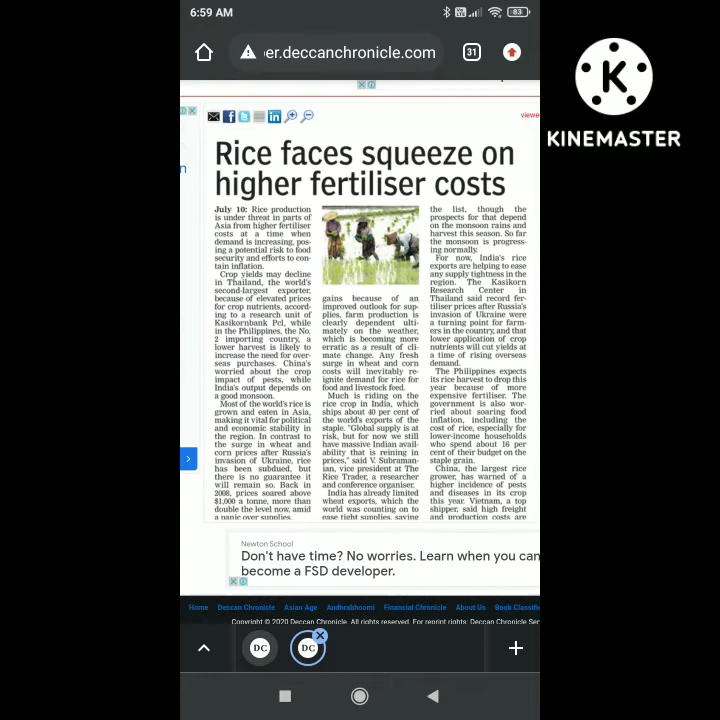 6:59 AM
83
er.deccanchronicle.com
31
K
KINEMASTER
viewe
n
Rice faces squeeze on
higher fertiliser costs
July 10: Rice production
is under threat in parts of
Asia from higher fertiliser
costs at a time when
demand is increasing, pos-
ing a potential risk to food
security and efforts to con-
tain inflation.
Crop yields may decline
in Thailand, the world's
second-largest exporter,
because of elevated prices
for crop nutrients, accord-
ing to a research unit of
Kasikornbank Pcl, while
in the Philippines, the No.
2 importing country, a
lower harvest is likely to
increase the need for over-
seas purchases. China's
worried about the crop
impact of pests, while
India's output depends on
a good monsoon.
Most of the world's rice is
grown and eaten in Asia,
making it vital for political
and economic stability in
the region. In contrast to
the surge in wheat and
corn prices after Russia's
invasion of Ukraine, rice
has been subdued, but
there is no guarantee it
will remain so. Back in
2008, prices soared above
$1,000 a tonne, more than
double the level now, amid
a panic over supplies.
gains because of an
improved outlook for sup-
plies, farm production is
clearly dependent ulti-
mately on the weather,
which is becoming more
erratic as a result of cli-
mate change. Any fresh
surge in wheat and corn
costs will inevitably re-
ignite demand for rice for
food and livestock feed.
Much is riding on the
rice crop in India, which
ships about 40 per cent of
the world's exports of the
staple. "Global supply is at
risk, but for now we still
have massive Indian avail-
ability that is reining in
prices," said V. Subraman-
ian, vice president at The
Rice Trader, a researcher
and conference organiser.
India has already limited
wheat exports, which the
world was counting on to
ease tight supplies, saying
the list, though the
prospects for that depend
on the monsoon rains and
harvest this season. So far
the monsoon is progress-
ing normally.
For now, India's rice
exports are helping to ease
any supply tightness in the
region. The Kasikorn
Research Center in
Thailand said record fer-
tiliser prices after Russia's
invasion of Ukraine were
a turning point for farm-
ers in the country, and that
lower application of crop
nutrients will cut yields at
a time of rising overseas
demand.
The Philippines expects
its rice harvest to drop this
year because of more
expensive fertiliser. The
government is also wor-
ried about soaring food
inflation, including the
cost of rice, especially for
lower-income households
who spend about 16 per
cent of their budget on the
staple grain.
China, the largest rice
grower, has warned of a
higher incidence of pests
and diseases in its crop
this year. Vietnam, a top
shipper, said high freight
and production costs are
Newton School
Don't have time? No worries. Learn when you can
become a FSD developer.
Home Deccan Chronicle Asian Age Andhrabhoomi Financial Chronicle About Us Book Classifie
Copyright © 2020 Deccan Chronicle. All rights reserved. For reprint rights: Deccan Chronicle Ser
DC DC